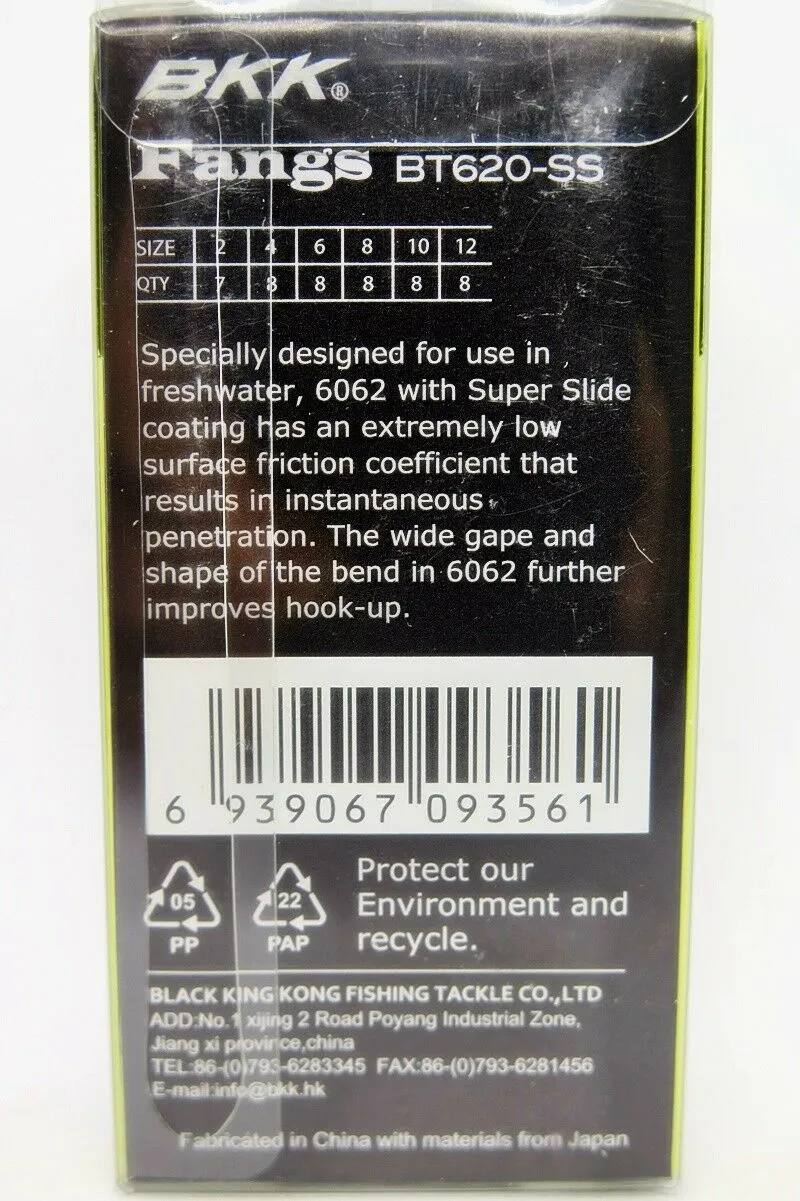 BKK®
Fangs BT620-SS
SIZE 2 4 6 8 10 12
QTY 7 8 8 8 8 8
Specially designed for use in
freshwater, 6062 with Super Slide
coating has an extremely low
surface friction coefficient that
results in instantaneous
penetration. The wide gape and
shape of the bend in 6062 further
improves hook-up.
6 939067 093561
05 22
PP PAP
Protect our
Environment and
recycle.
BLACK KING KONG FISHING TACKLE CO.,LTD
ADD:No.1 xijing 2 Road Poyang Industrial Zone,
Jiang xi province,china
TEL:86-(0)793-6283345 FAX:86-(0)793-6281456
E-mail:info@bkk.hk
Fabricated in China with materials from Japan